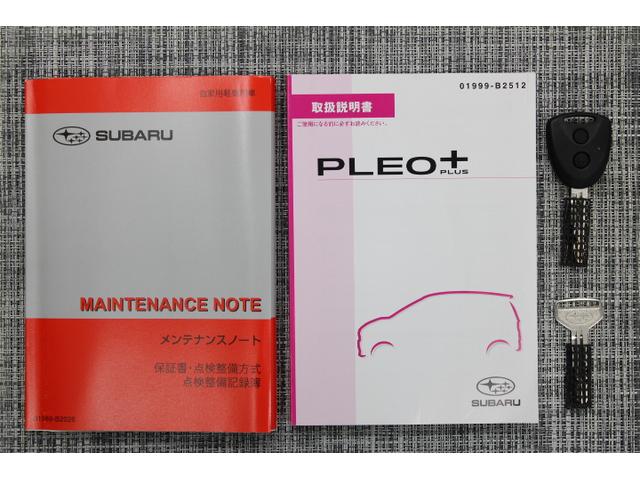 自家用軽乗用車
SUBARU
MAINTENANCE NOTE
メンテナンスノート
保証書・点検整備方式
点検整備記録簿
01999-B2512
取扱説明書
ご使用になる前に必ずお読みください。
PLEO+
PLUS
SUBARU